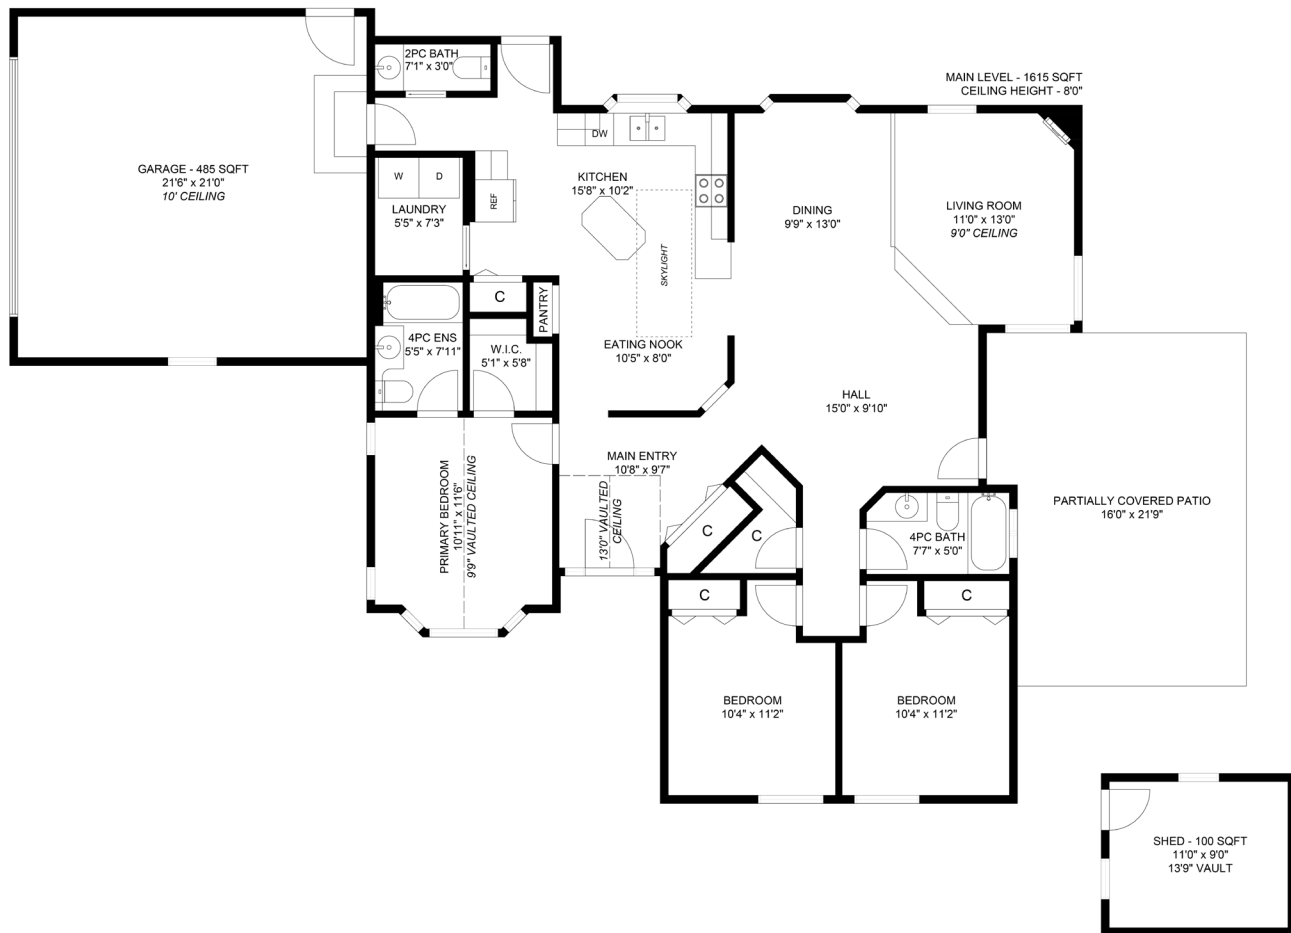 MAIN LEVEL - 1615 SQFT
CEILING HEIGHT - 8'0"
2PC BATH
7'1" x 3'0"
GARAGE - 485 SQFT
21'6" x 21'0"
10' CEILING
DW
W
D
LAUNDRY
5'5" x 7'3"
REF
KITCHEN
15'8" x 10'2"
SKYLIGHT
DINING
9'9" x 13'0"
LIVING ROOM
11'0" x 13'0"
9'0" CEILING
C
PANTRY
4PC ENS
5'5" x 7'11"
W.I.C.
5'1" x 5'8"
EATING NOOK
10'5" x 8'0"
HALL
15'0" x 9'10"
MAIN ENTRY
10'8" x 9'7"
13'0" VAULTED
CEILING
PRIMARY BEDROOM
10'11" x 11'6"
9'9" VAULTED CEILING
C
C
4PC BATH
7'7" x 5'0"
PARTIALLY COVERED PATIO
16'0" x 21'9"
C
C
BEDROOM
10'4" x 11'2"
BEDROOM
10'4" x 11'2"
SHED - 100 SQFT
11'0" x 9'0"
13'9" VAULT